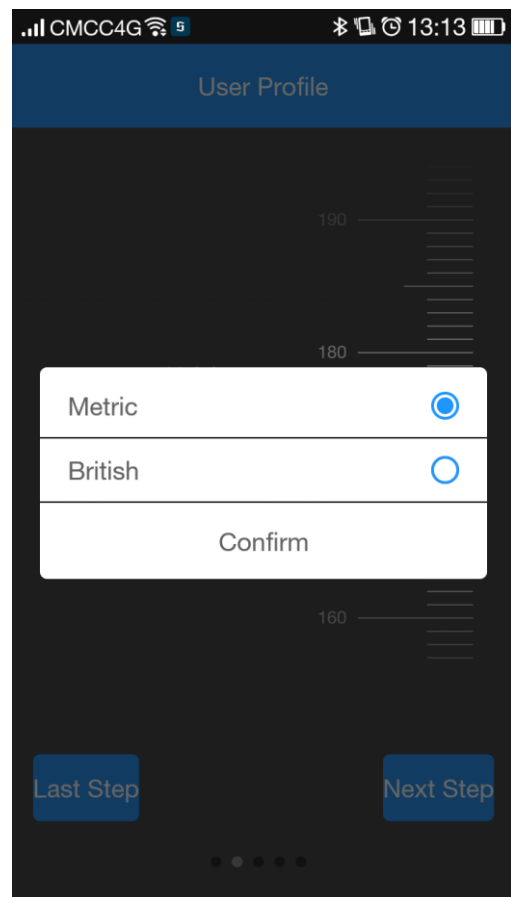 CMCC4G 5 13:13
User Profile
190
180
Metric
British
Confirm
160
Last Step
Next Step